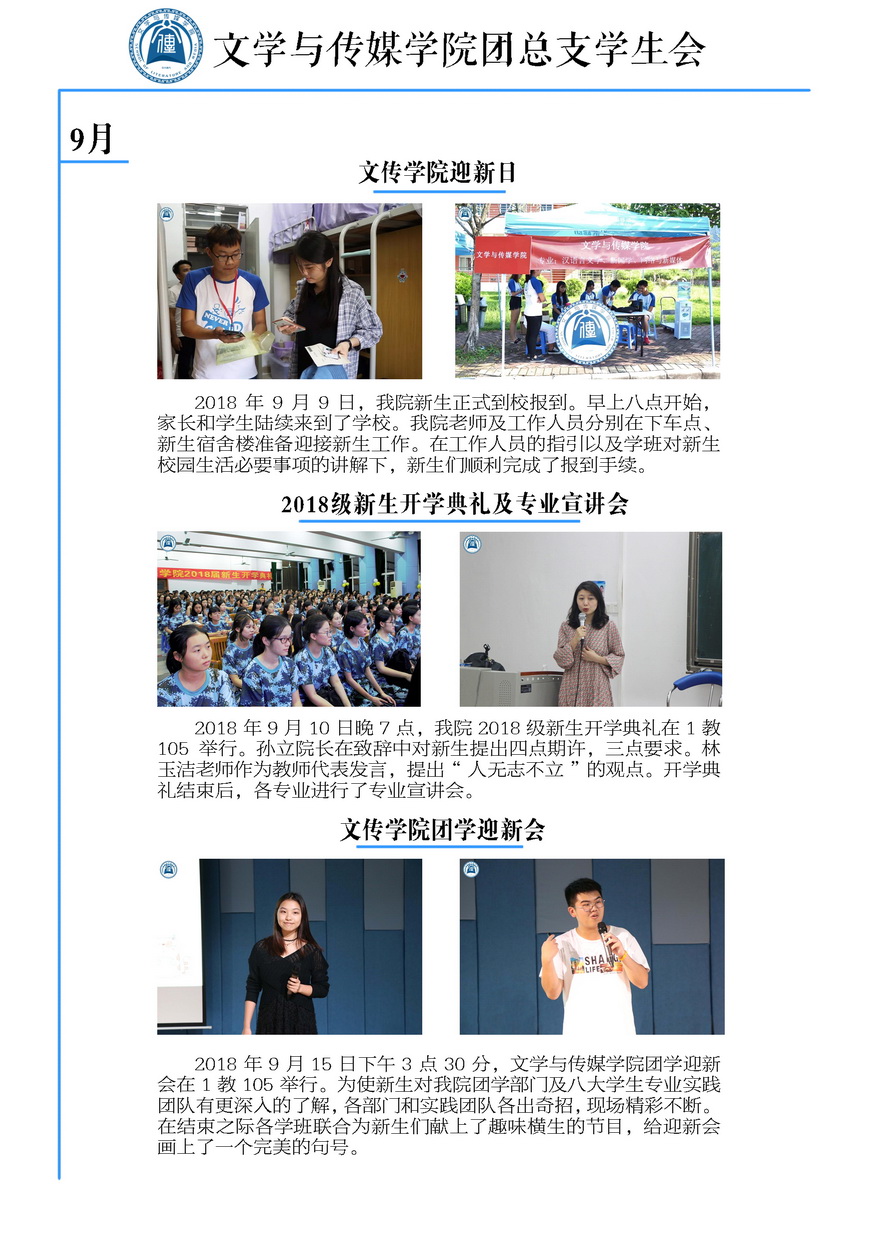 文学与传媒学院团总支学生会
9月
文传学院迎新日
文学与传媒学院
文学与传媒学院
2018 年 9 月 9 日，我院新生正式到校报到。早上八点开始，
家长和学生陆续来到了学校。我院老师及工作人员分别在下车点、
新生宿舍楼准备迎接新生工作。在工作人员的指引以及学班对新生
校园生活必要事项的讲解下，新生们顺利完成了报到手续。
2018级新生开学典礼及专业宣讲会
学院2018届新生开学典礼
2018 年 9 月 10 日晚 7 点，我院 2018 级新生开学典礼在 1 教
105 举行。孙立院长在致辞中对新生提出四点期许，三点要求。林
玉洁老师作为教师代表发言，提出“ 人无志不立 ”的观点。开学典
礼结束后，各专业进行了专业宣讲会。
文传学院团学迎新会
2018 年 9 月 15 日下午 3 点 30 分，文学与传媒学院团学迎新
会在 1 教 105 举行。为使新生对我院团学部门及八大学生专业实践
团队有更深入的了解，各部门和实践团队各出奇招，现场精彩不断。
在结束之际各学班联合为新生们献上了趣味横生的节目，给迎新会
画上了一个完美的句号。